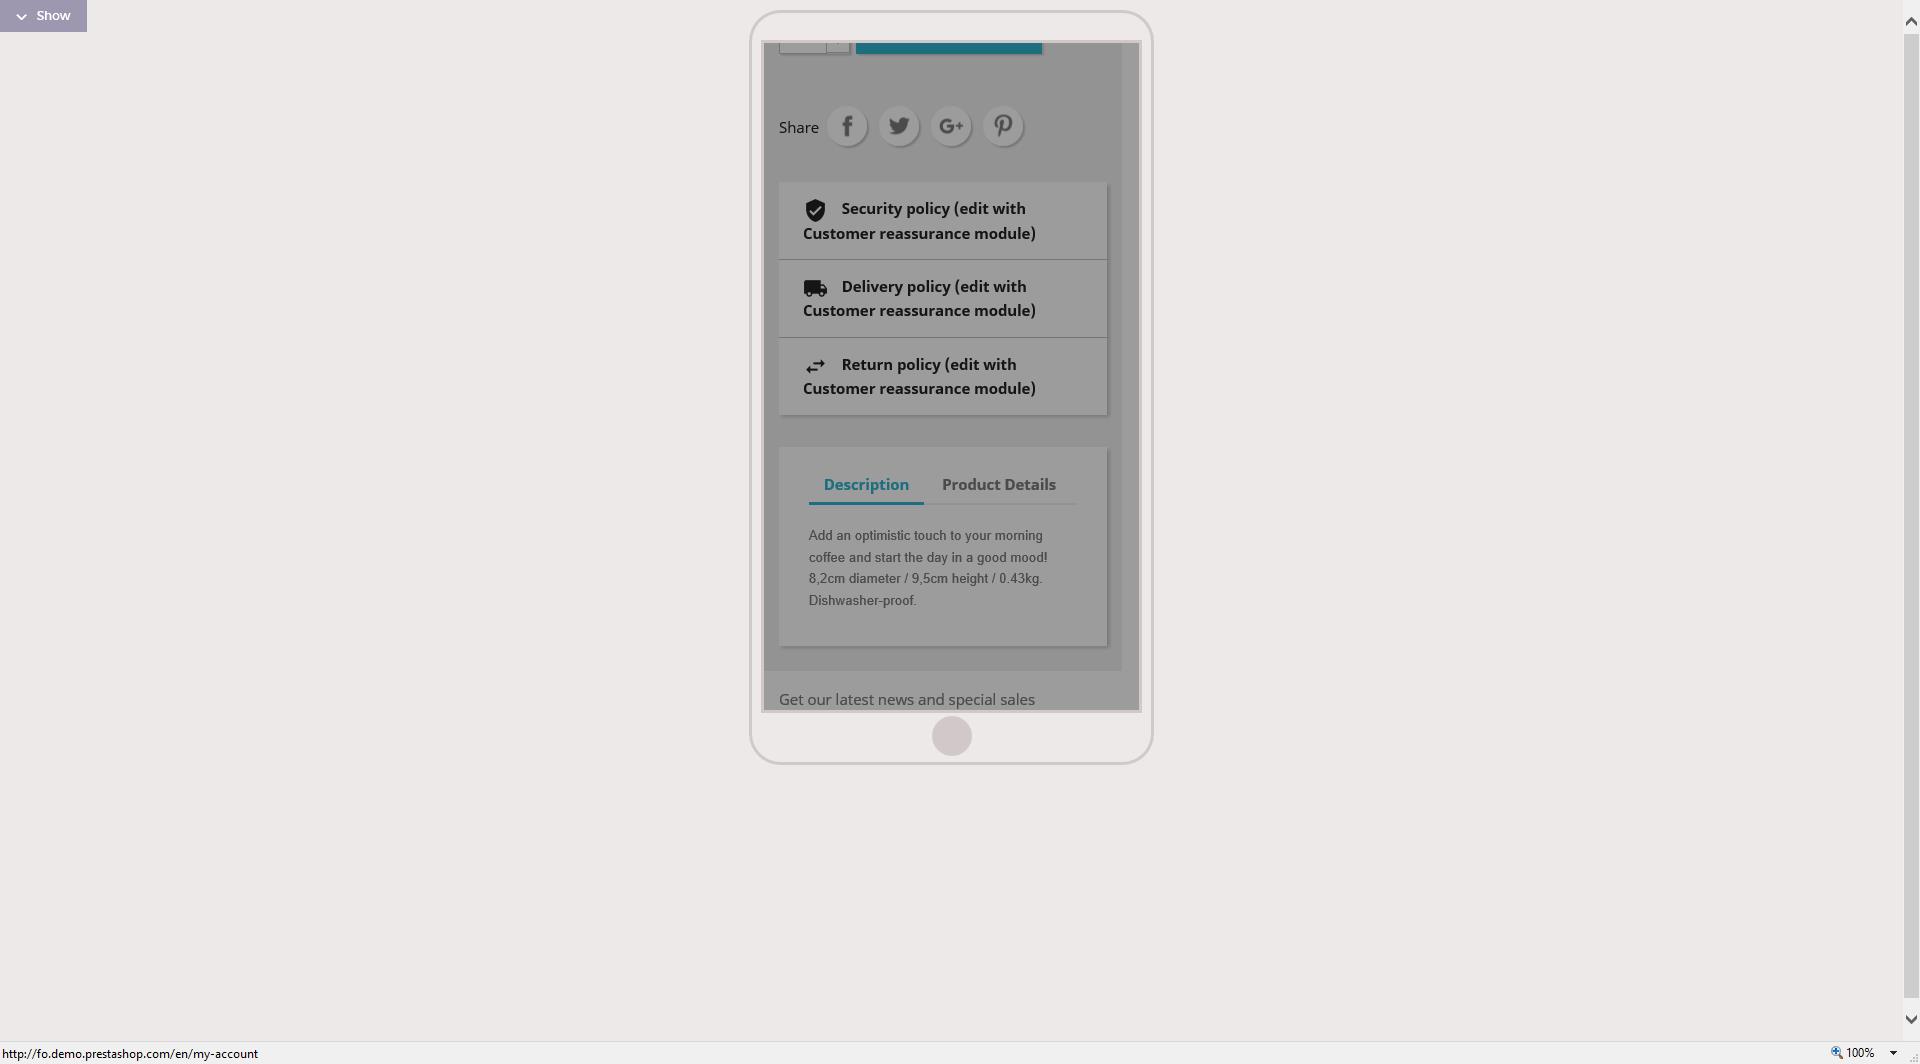 Show
Share
Security policy (edit with
Customer reassurance module)
Delivery policy (edit with
Customer reassurance module)
Return policy (edit with
Customer reassurance module)
Description Product Details
Add an optimistic touch to your morning
coffee and start the day in a good mood!
8,2cm diameter / 9,5cm height / 0.43kg.
Dishwasher-proof.
Get our latest news and special sales
http://fo.demo.prestashop.com/en/my-account
100%